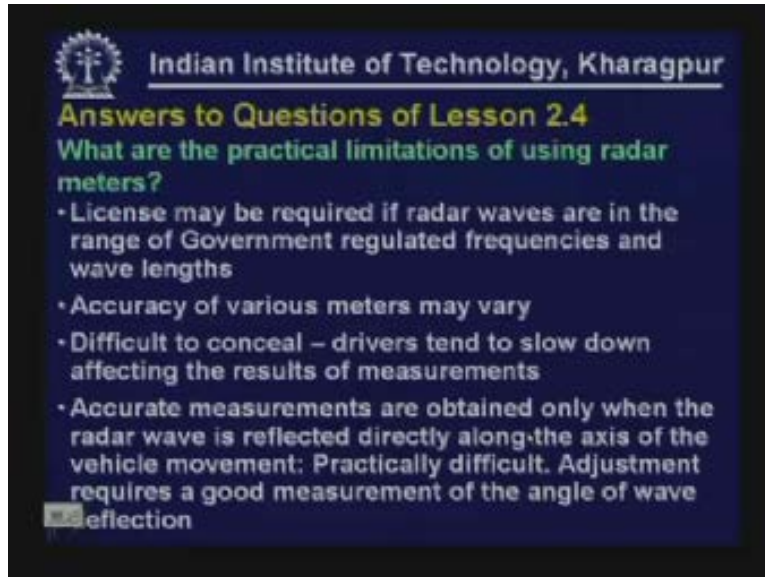 Indian Institute of Technology, Kharagpur
Answers to Questions of Lesson 2.4
What are the practical limitations of using radar
meters?
• License may be required if radar waves are in the
range of Government regulated frequencies and
wave lengths
• Accuracy of various meters may vary
• Difficult to conceal – drivers tend to slow down
affecting the results of measurements
• Accurate measurements are obtained only when the
radar wave is reflected directly along the axis of the
vehicle movement: Practically difficult. Adjustment
requires a good measurement of the angle of wave
eflection